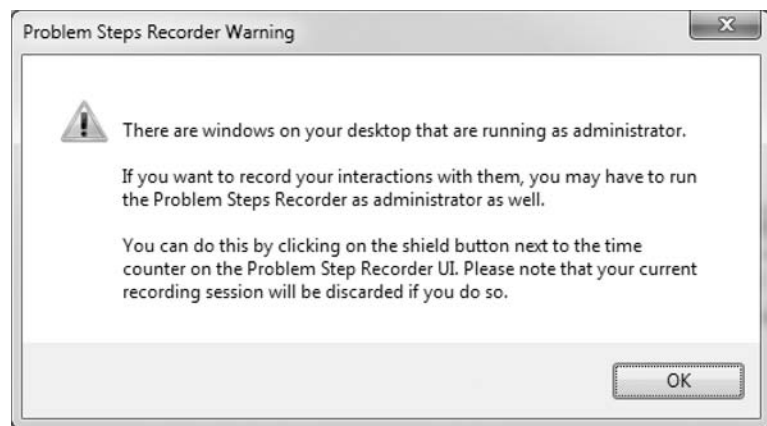 Problem Steps Recorder Warning
There are windows on your desktop that are running as administrator.
If you want to record your interactions with them, you may have to run
the Problem Steps Recorder as administrator as well.
You can do this by clicking on the shield button next to the time
counter on the Problem Step Recorder UI. Please note that your current
recording session will be discarded if you do so.
OK